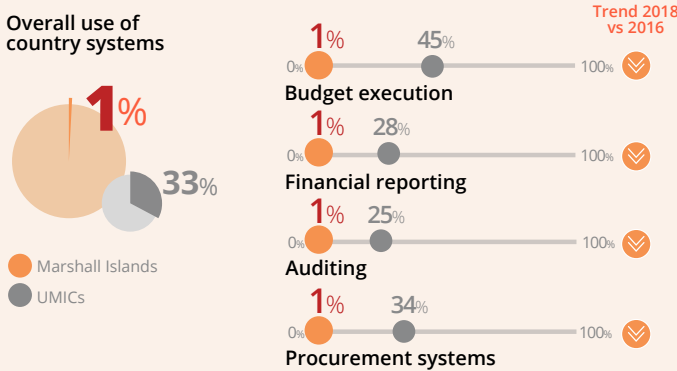 Overall use of
country systems
1%
33%
Marshall Islands
UMICs
Trend 2018
vs 2016
1% 45%
0% 100%
Budget execution
1% 28%
0% 100%
Financial reporting
1% 25%
0% 100%
Auditing
1% 34%
0% 100%
Procurement systems